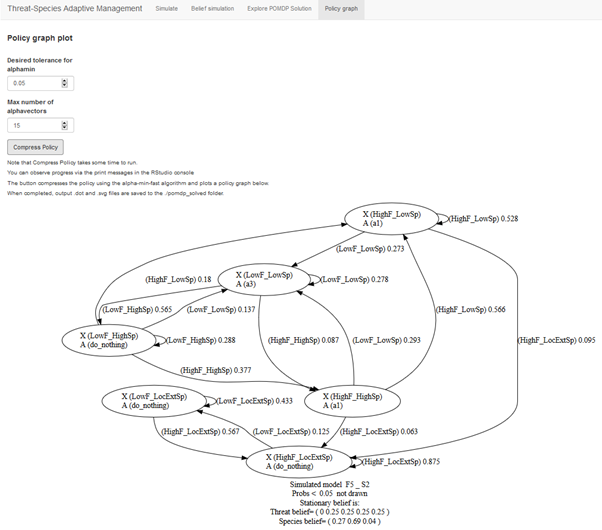 Threat-Species Adaptive Management Simulate Belief simulation Explore POMDP Solution Policy graph
Policy graph plot
Desired tolerance for
alphamin
0.05
Max number of
alphavectors
15
Compress Policy
Note that Compress Policy takes some time to run.
You can observe progress via the print messages in the RStudio console
The button compresses the policy using the alpha-min-fast algorithm and plots a policy graph below.
When completed, output .dot and .svg files are saved to the ./pomdp_solved folder.
X (HighF_LowSp)
A (a1)
(HighF_LowSp) 0.528
(LowF_LowSp) 0.273
X (LowF_LowSp)
A (a3)
(HighF_LowSp) 0.18
(LowF_LowSp) 0.278
(LowF_HighSp) 0.565
(LowF_LowSp) 0.137
(HighF_LowSp) 0.566
X (LowF_HighSp)
A (do_nothing)
(LowF_HighSp) 0.288
(HighF_HighSp) 0.087
(LowF_LowSp) 0.293
(HighF_LocExtSp) 0.095
(HighF_HighSp) 0.377
X (LowF_LocExtSp)
A (do_nothing)
(LowF_LocExtSp) 0.433
X (HighF_HighSp)
A (a1)
(HighF_LocExtSp) 0.567
(LowF_LocExtSp) 0.125
(HighF_LocExtSp) 0.063
X (HighF_LocExtSp)
A (do_nothing)
(HighF_LocExtSp) 0.875
Simulated model F5 _ S2
Probs < 0.05 not drawn
Stationary belief is:
Threat belief= ( 0 0.25 0.25 0.25 0.25 )
Species belief= ( 0.27 0.69 0.04 )